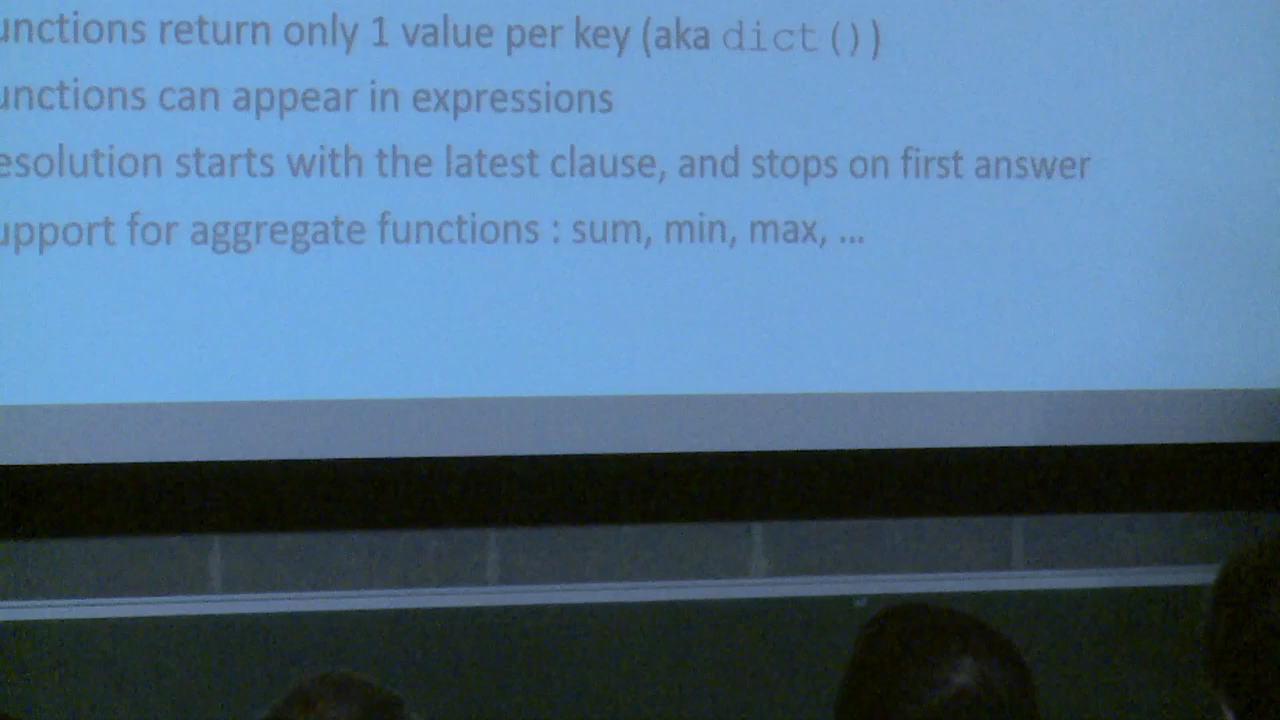 unctions return only 1 value per key (aka dict())
unctions can appear in expressions
esolution starts with the latest clause, and stops on first answer
upport for aggregate functions : sum, min, max, ...